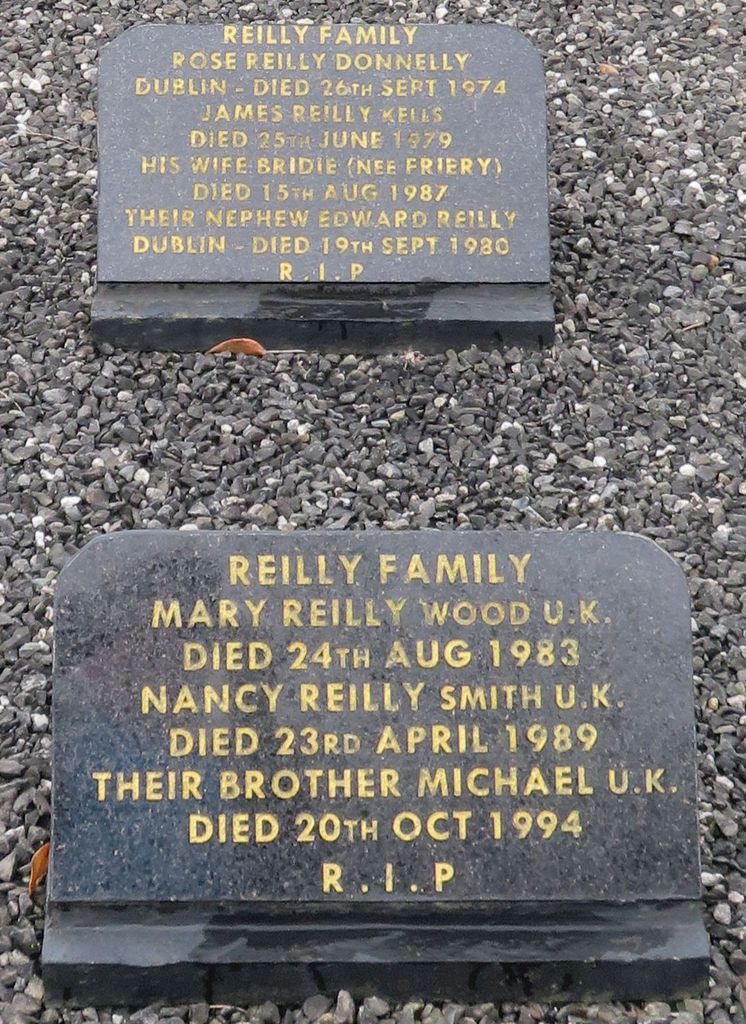 REILLY FAMILY
ROSE REILLY DONNELLY
DUBLIN - DIED 26TH SEPT 1974
JAMES REILLY KELLS
DIED 25TH JUNE 1979
HIS WIFE BRIDIE (NEE FRIERY)
DIED 15TH AUG 1987
THEIR NEPHEW EDWARD REILLY
DUBLIN - DIED 19TH SEPT 1980
R.I.P
REILLY FAMILY
MARY REILLY WOOD U.K.
DIED 24TH AUG 1983
NANCY REILLY SMITH U.K.
DIED 23RD APRIL 1989
THEIR BROTHER MICHAEL U.K.
DIED 20TH OCT 1994
R.I.P